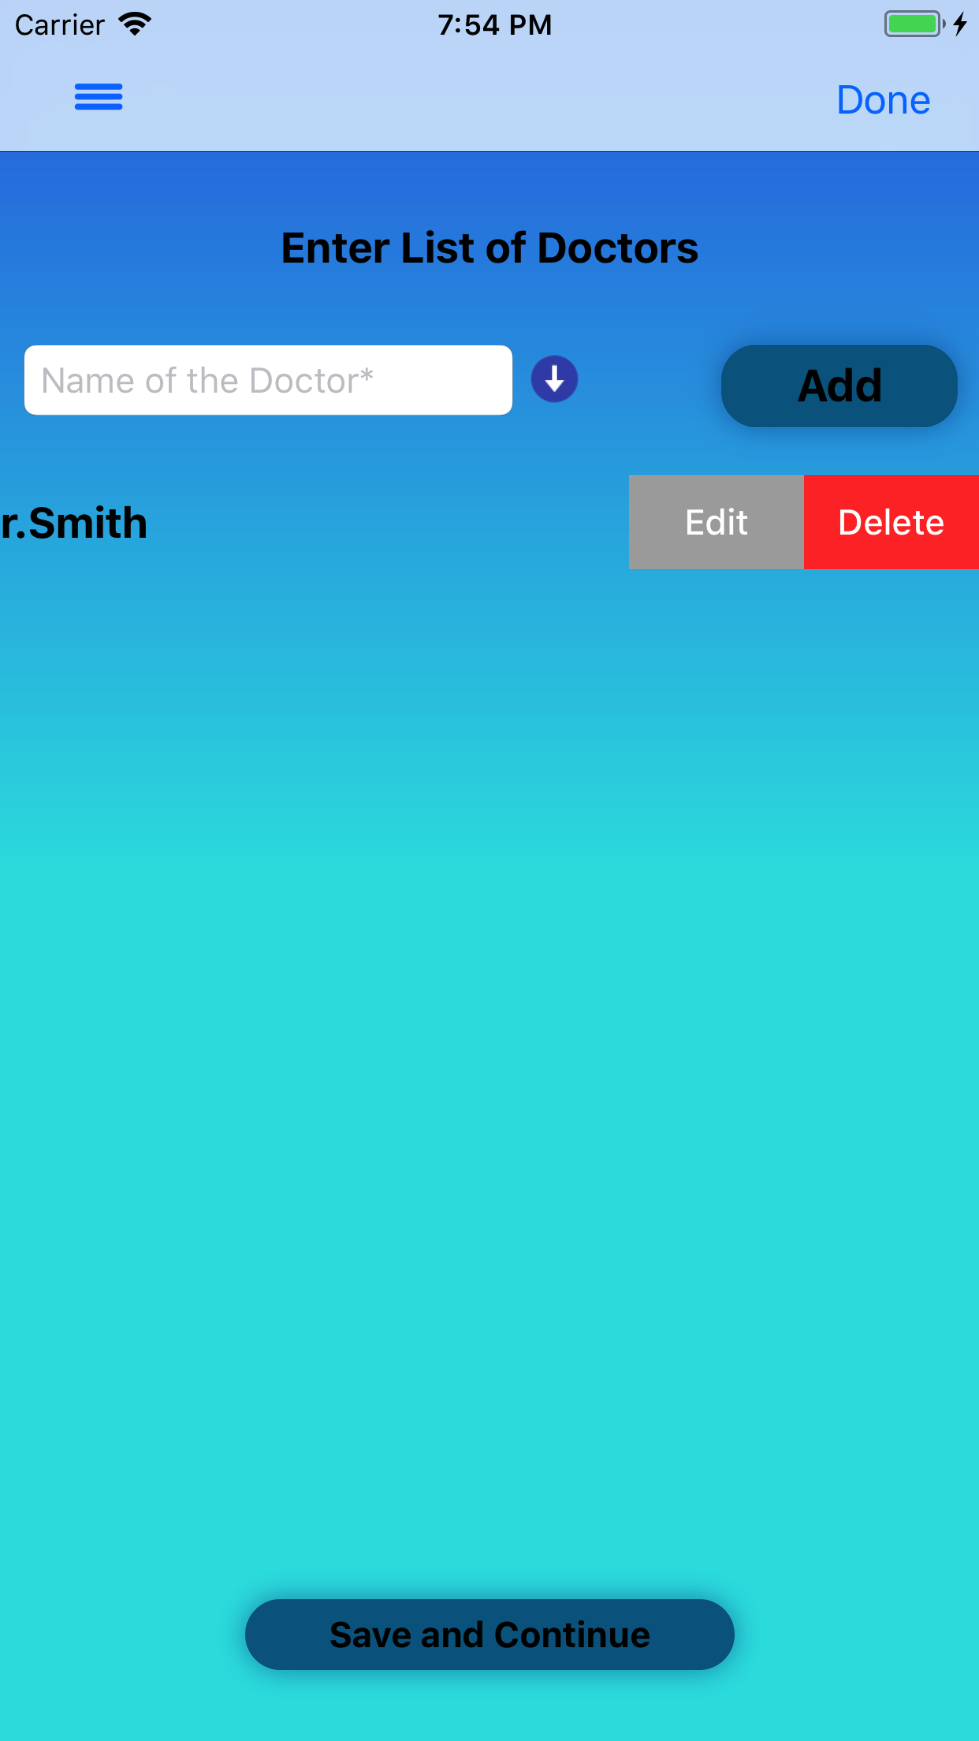 Carrier 7:54 PM
Done
Enter List of Doctors
Name of the Doctor* Add
r.Smith Edit Delete
Save and Continue